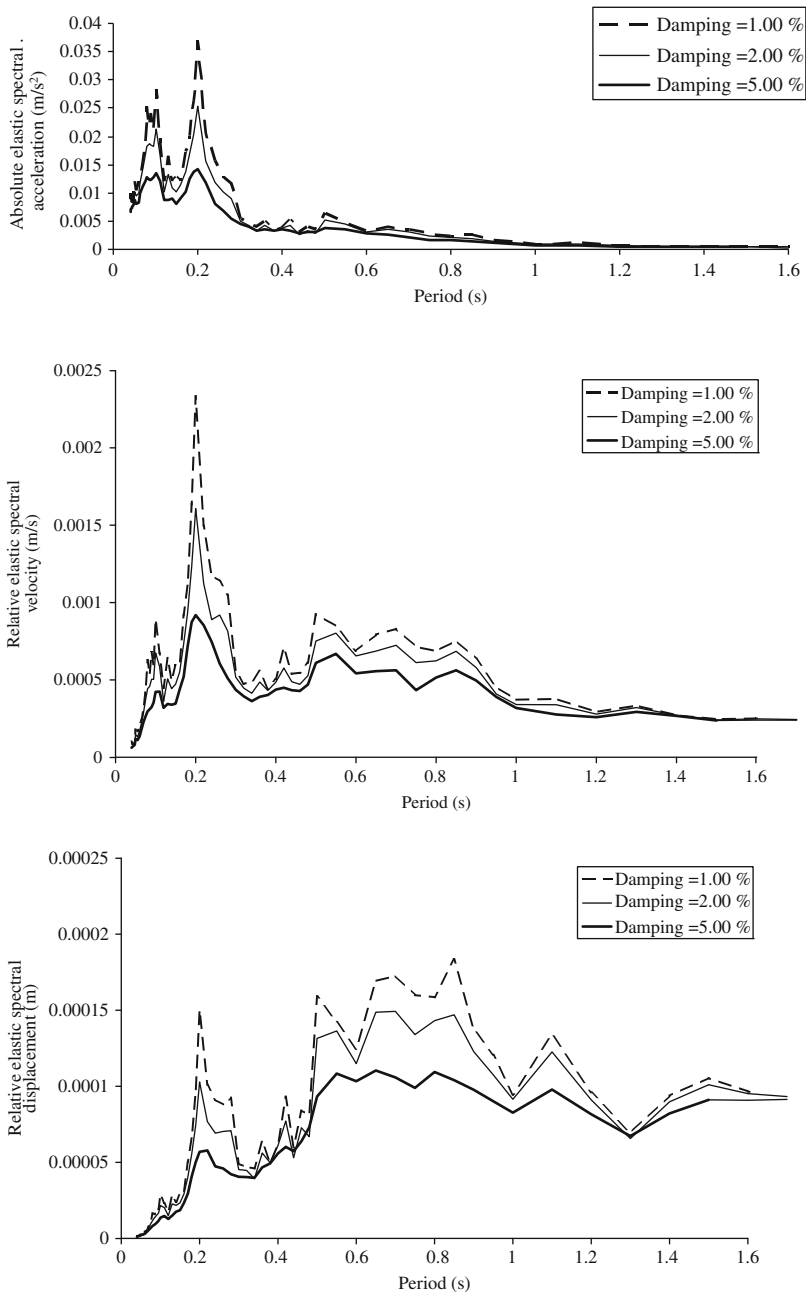 0.04
0.035
0.03
0.025
0.02
0.015
0.01
0.005
0
Absolute elastic spectral .
acceleration (m/s²)
Damping =1.00 %
Damping =2.00 %
Damping =5.00 %
0 0.2 0.4 0.6 0.8 1 1.2 1.4 1.6
Period (s)
0.0025
0.002
0.0015
0.001
0.0005
0
Relative elastic spectral
velocity (m/s)
Damping =1.00 %
Damping =2.00 %
Damping =5.00 %
0 0.2 0.4 0.6 0.8 1 1.2 1.4 1.6
Period (s)
0.00025
0.0002
0.00015
0.0001
0.00005
0
Relative elastic spectral
displacement (m)
Damping =1.00 %
Damping =2.00 %
Damping =5.00 %
0 0.2 0.4 0.6 0.8 1 1.2 1.4 1.6
Period (s)